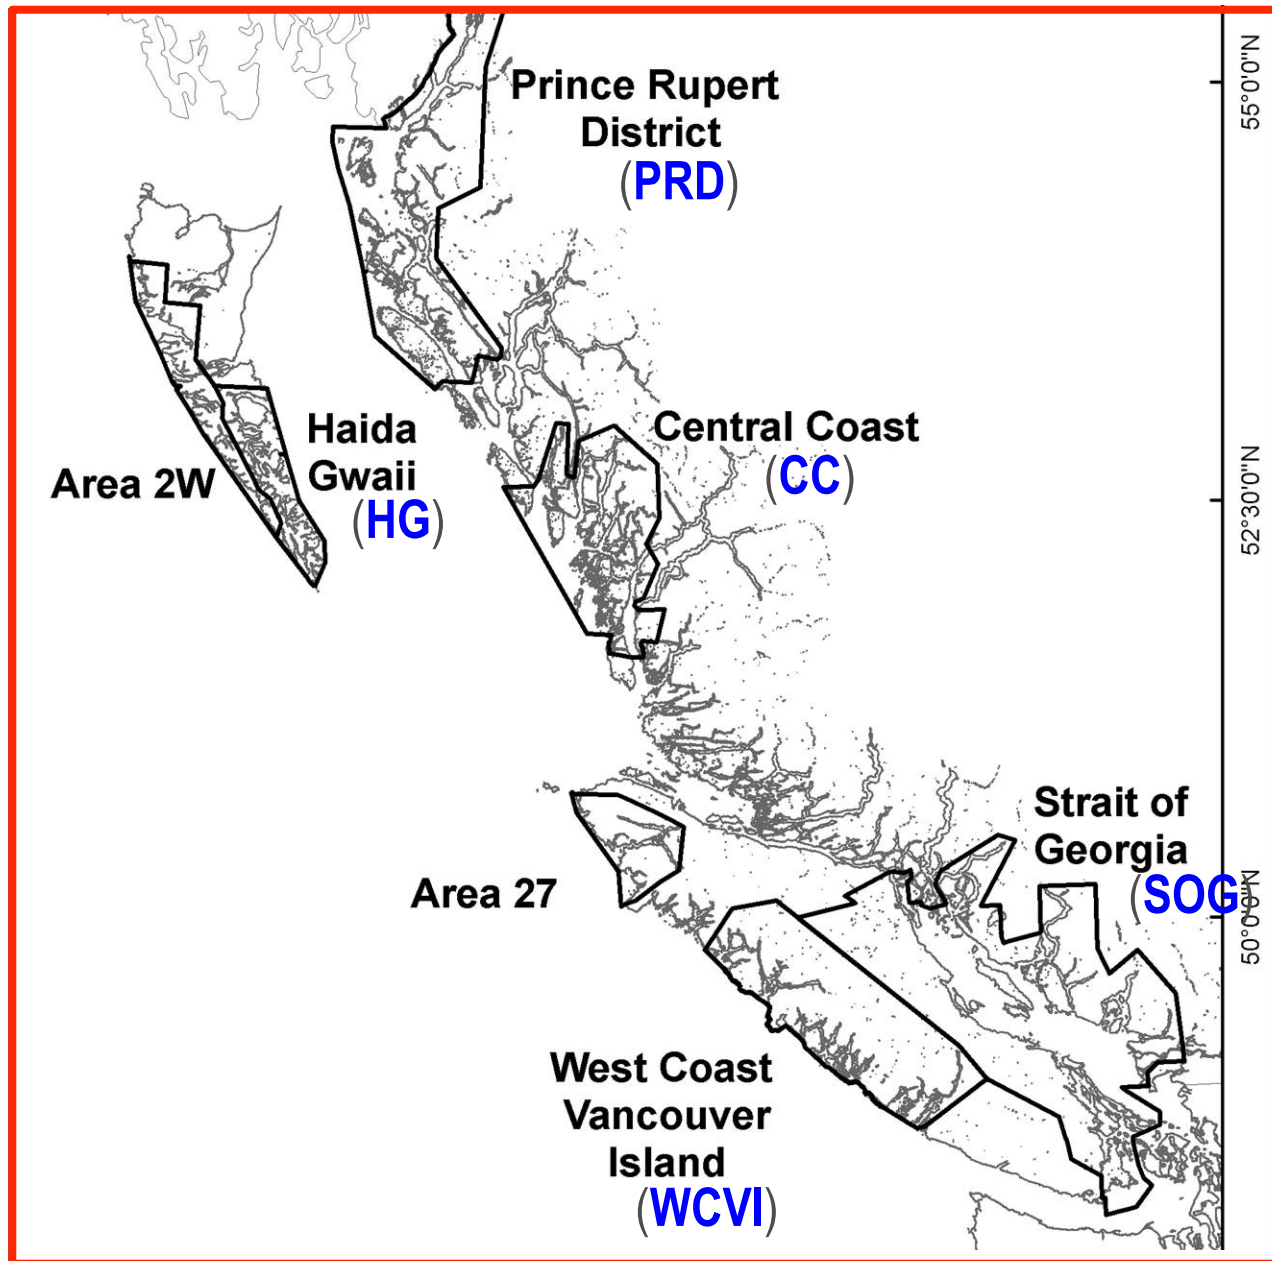 55°0'0"N
Prince Rupert
District
(PRD)
Haida
Gwaii
(HG)
Area 2W
Central Coast
(CC)
52°30'0"N
Strait of
Georgia
(SOG)
50°0'0"N
Area 27
West Coast
Vancouver
Island
(WCVI)